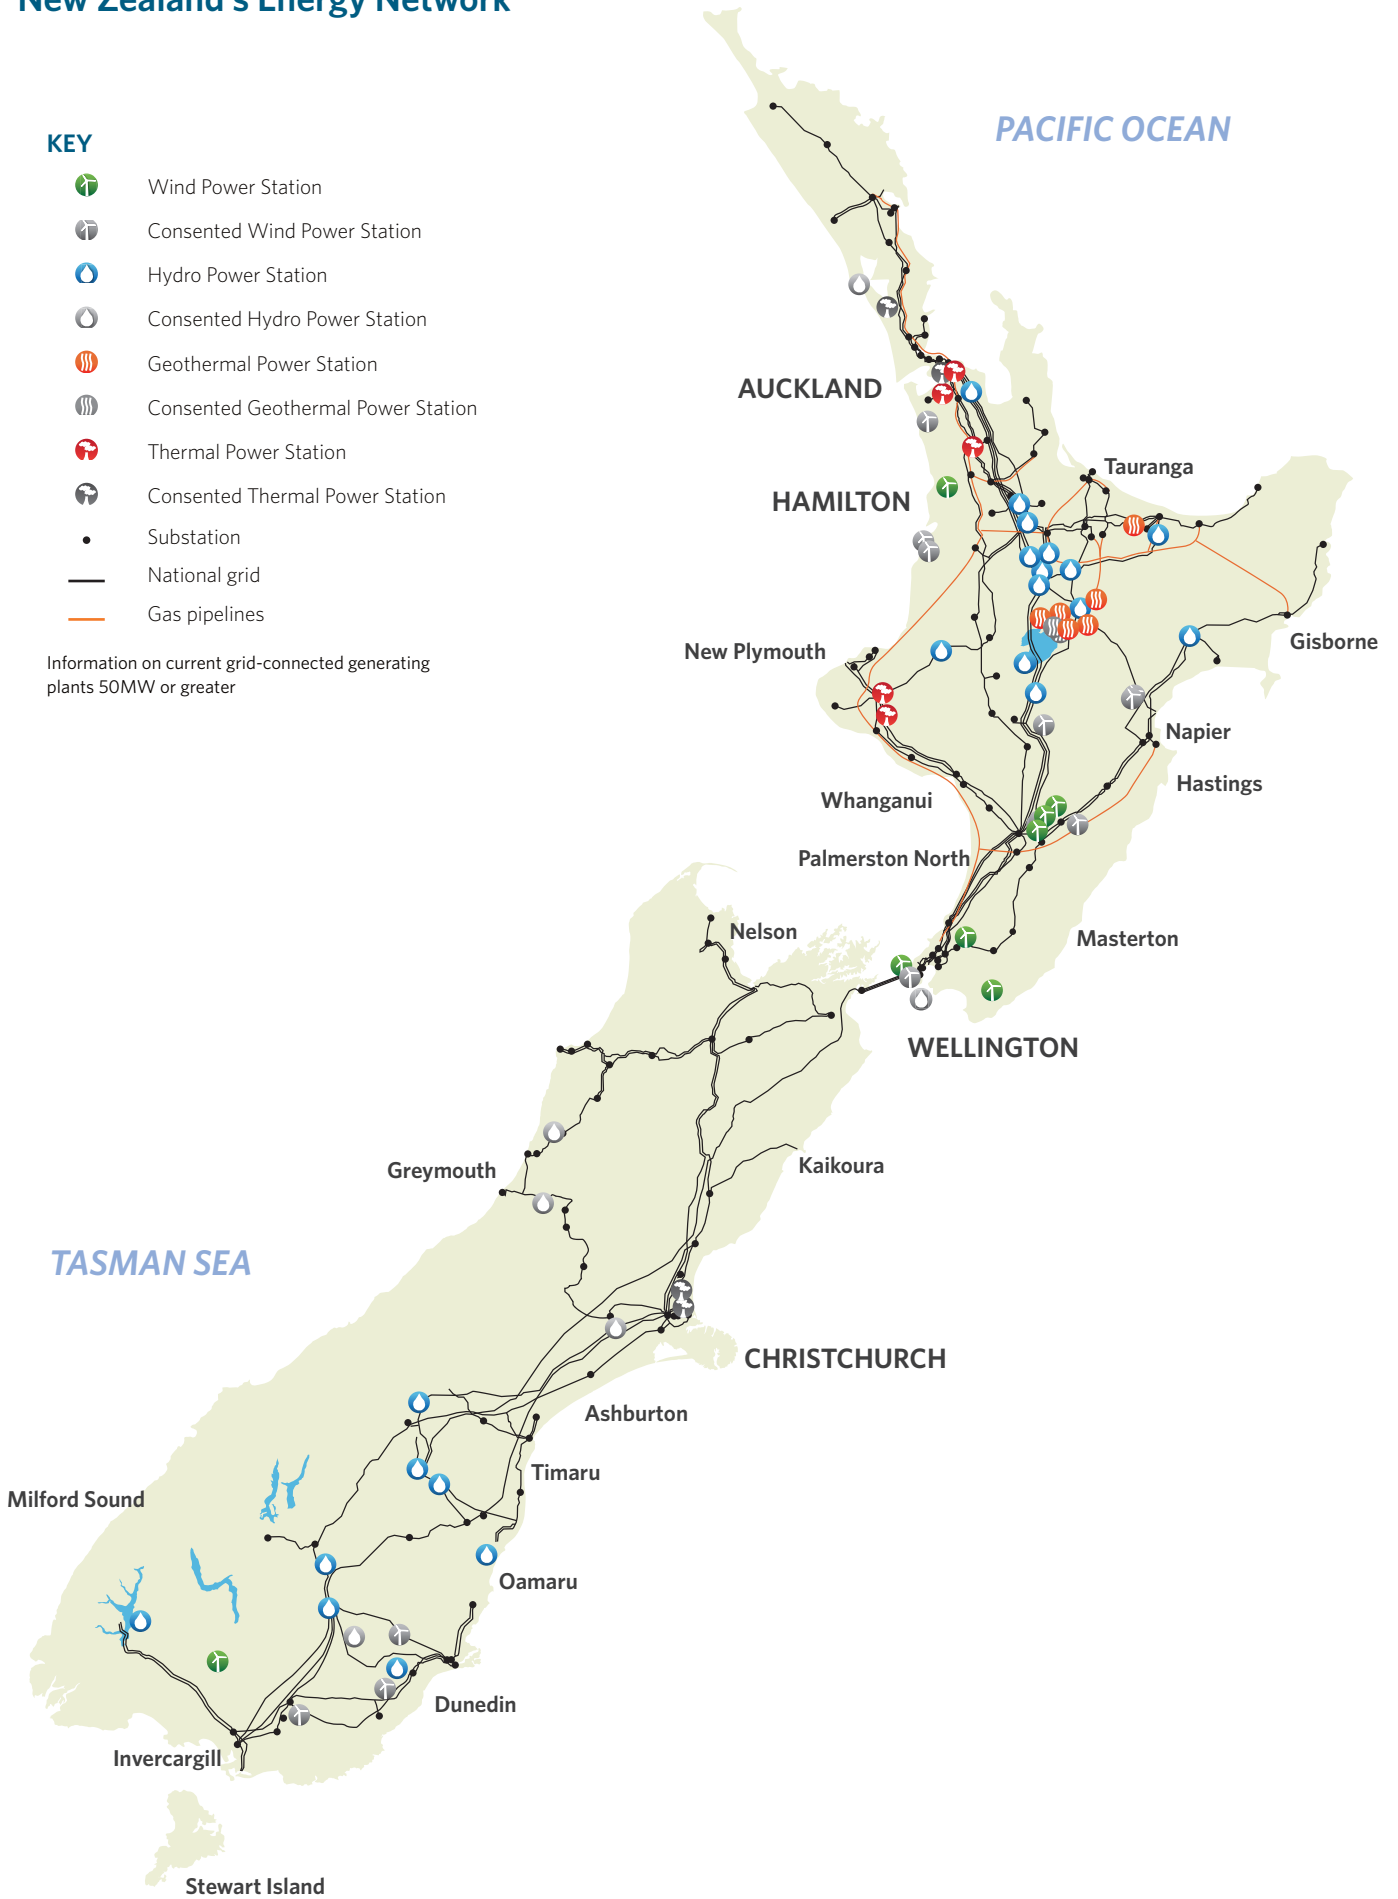 New Zealand's Energy Network
PACIFIC OCEAN
KEY
Wind Power Station
Consented Wind Power Station
Hydro Power Station
Consented Hydro Power Station
Geothermal Power Station
Consented Geothermal Power Station
Thermal Power Station
Consented Thermal Power Station
Substation
National grid
Gas pipelines
Information on current grid-connected generating
plants 50MW or greater
AUCKLAND
Tauranga
HAMILTON
Gisborne
New Plymouth
Napier
Hastings
Whanganui
Palmerston North
Nelson
Masterton
WELLINGTON
Kaikoura
Greymouth
TASMAN SEA
CHRISTCHURCH
Ashburton
Timaru
Milford Sound
Oamaru
Dunedin
Invercargill
Stewart Island